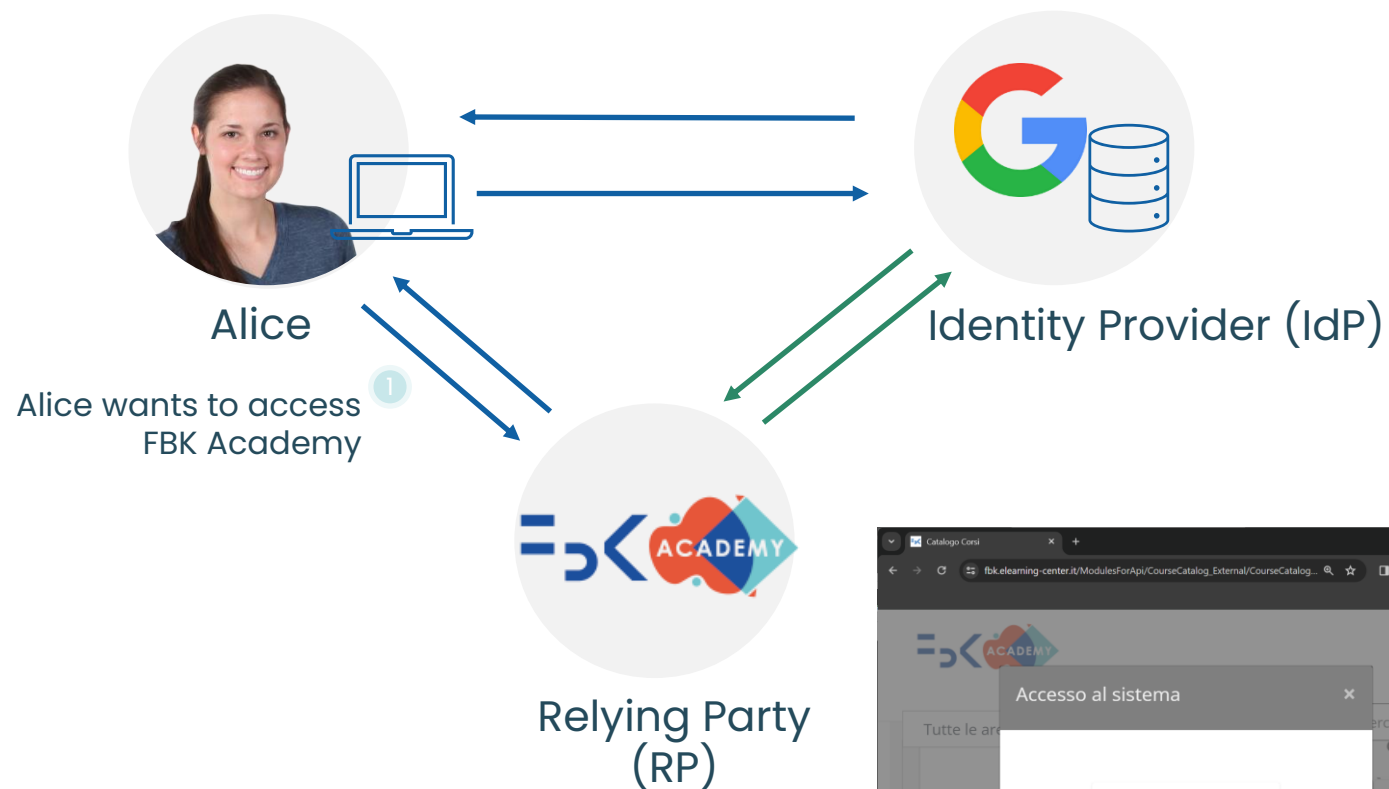 Alice
Identity Provider (IdP)
1
Alice wants to access
FBK Academy
FBK ACADEMY
Relying Party
(RP)
Catalogo Corsi
fbk.elearning-center.it/ModulesForApi/CourseCatalog_External/CourseCatalog...
ACADEMY
Accesso al sistema
Tutte le are